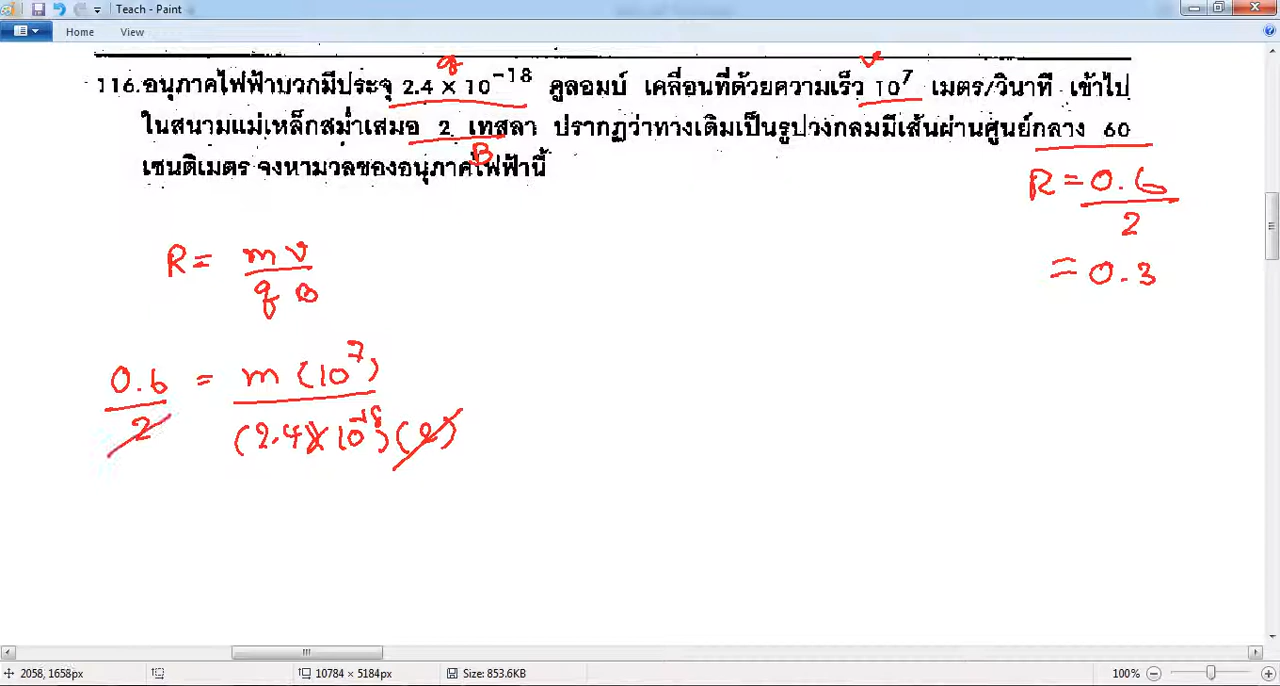 Teach - Paint
Home View
q v
116.อนุภาคไฟฟ้าบวกมีประจุ 2.4 × 10⁻¹⁸ คูลอมบ์ เคลื่อนที่ด้วยความเร็ว 10⁷ เมตร/วินาที เข้าไป
ในสนามแม่เหล็กสม่ำเสมอ 2 เทสลา ปรากฏว่าทางเดินเป็นรูปวงกลมมีเส้นผ่านศูนย์กลาง 60
B
เซนติเมตร จงหามวลของอนุภาคไฟฟ้านี้
R = 0.6
2
= 0.3
R = m v
q B
0.6 = m (10⁷)
2 (2.4 × 10⁻¹⁸) (2)
2058, 1658px 10784 × 5184px Size: 853.6KB 100%